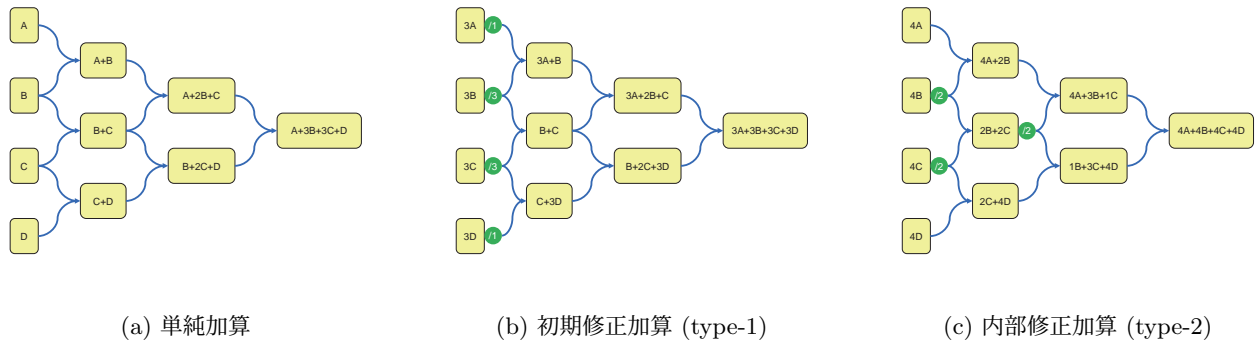 A
B
C
D
A+B
B+C
C+D
A+2B+C
B+2C+D
A+3B+3C+D
(a) 単純加算
3A
/1
3B
/3
3C
/3
3D
/1
3A+B
B+C
C+3D
3A+2B+C
B+2C+3D
3A+3B+3C+3D
(b) 初期修正加算 (type-1)
4A
4B
/2
4C
/2
4D
4A+2B
2B+2C
/2
2C+4D
4A+3B+1C
1B+3C+4D
4A+4B+4C+4D
(c) 内部修正加算 (type-2)